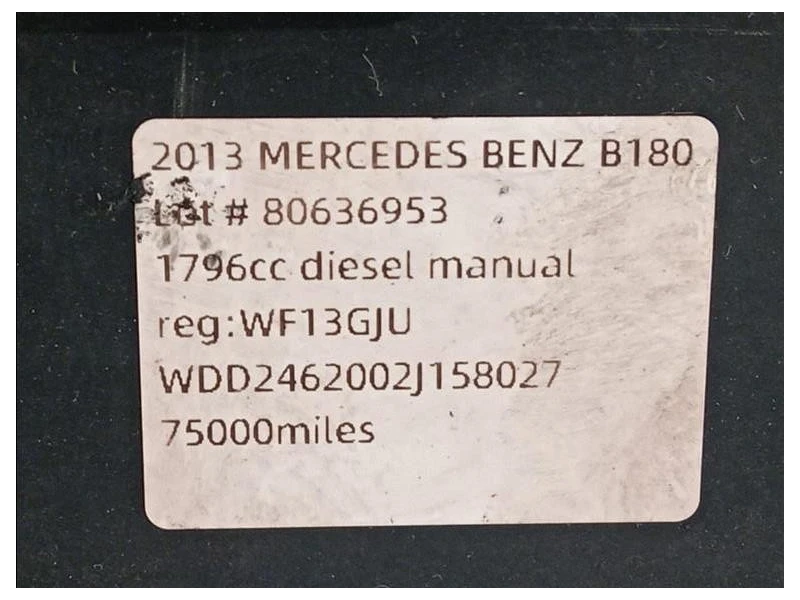 2013 MERCEDES BENZ B180
Lot # 80636953
1796cc diesel manual
reg:WF13GJU
WDD2462002J158027
75000miles